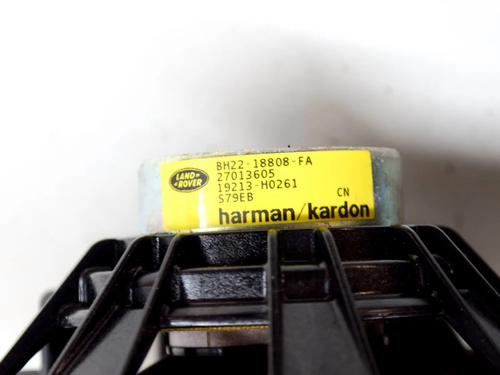 LAND-
ROVER
BH22-18808-FA
27013605
19213-H0261
S79EB
CN
harman/kardon